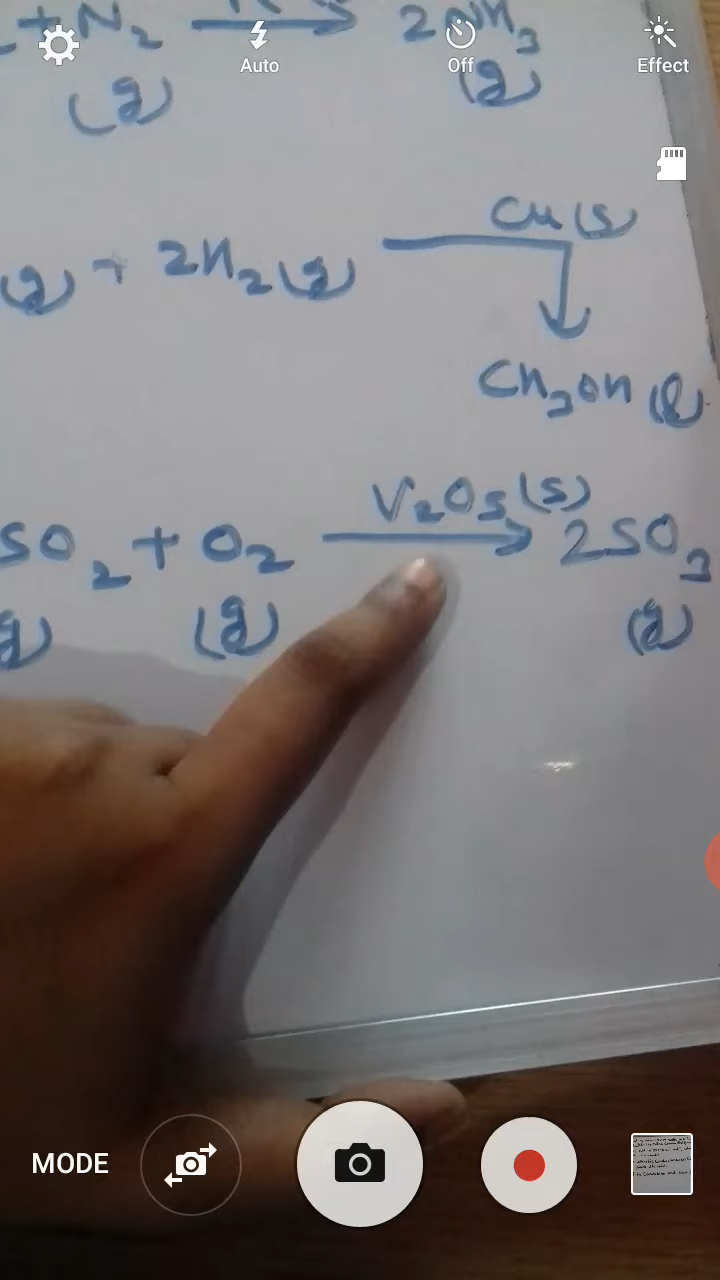 + N₂ → 2NH₃
Auto Off Effect
(g) (g)
Cu(s)
(g) + 2H₂(g)
CH₃OH (l)
V₂O₅(s)
SO₂ + O₂ → 2SO₃
(g) (g) (g)
MODE